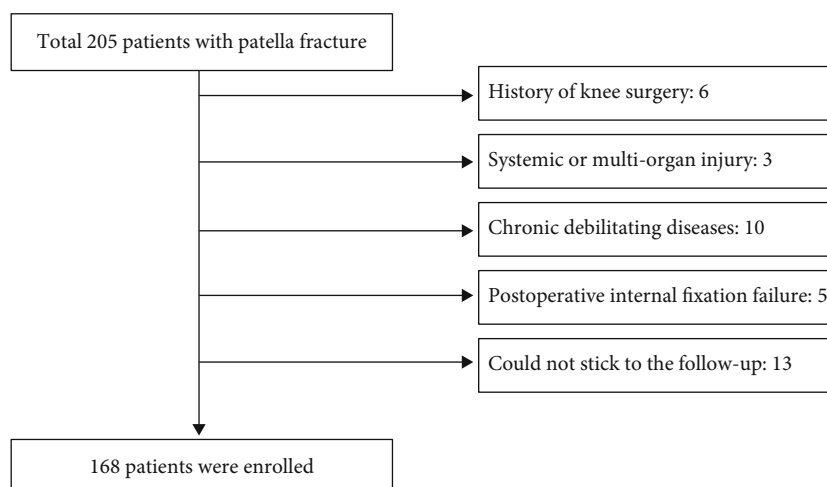 Total 205 patients with patella fracture
History of knee surgery: 6
Systemic or multi-organ injury: 3
Chronic debilitating diseases: 10
Postoperative internal fixation failure: 5
Could not stick to the follow-up: 13
168 patients were enrolled